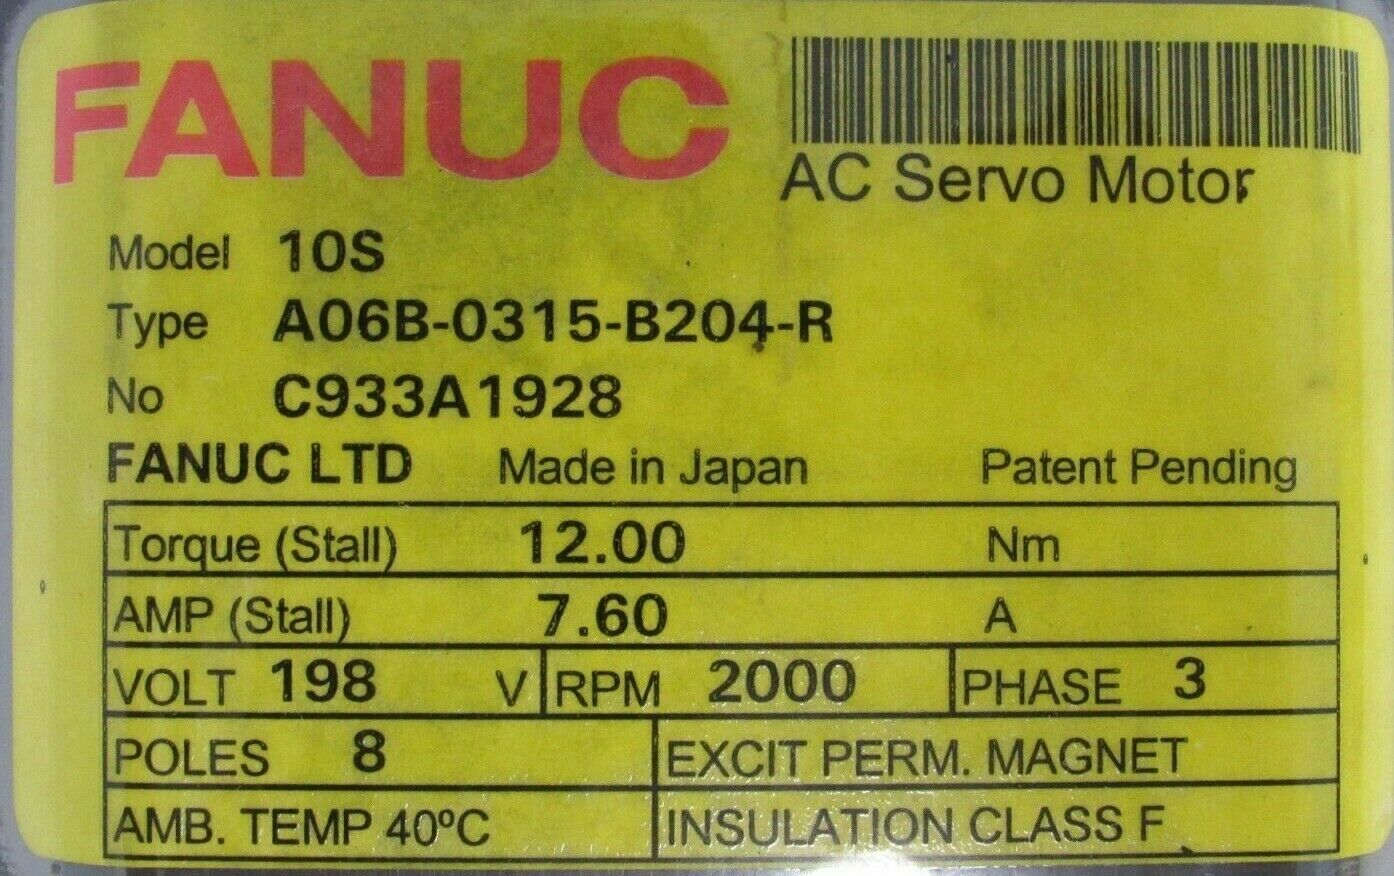 FANUC
AC Servo Motor
Model 10S
Type A06B-0315-B204-R
No C933A1928
FANUC LTD Made in Japan Patent Pending
Torque (Stall) 12.00 Nm
AMP (Stall) 7.60 A
VOLT 198 V RPM 2000 PHASE 3
POLES 8 EXCIT PERM. MAGNET
AMB. TEMP 40ºC INSULATION CLASS F